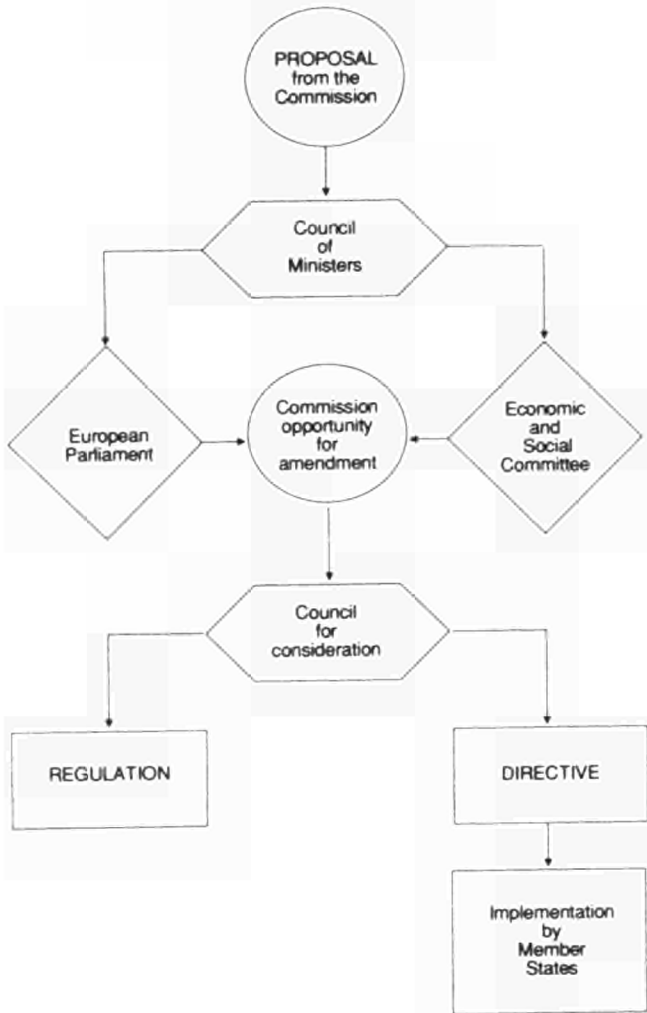 PROPOSAL
from the
Commission
Council
of
Ministers
European
Parliament
Commission
opportunity
for
amendment
Economic
and
Social
Committee
Council
for
consideration
REGULATION
DIRECTIVE
Implementation
by
Member
States